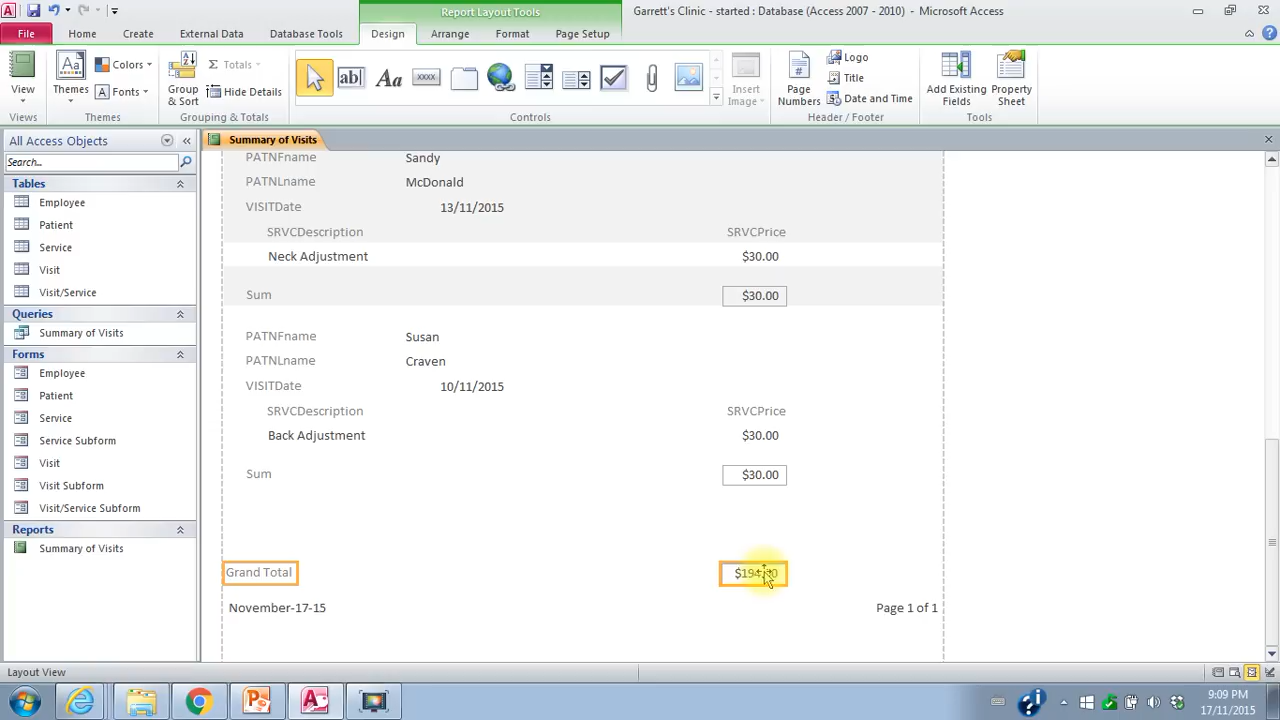 Report Layout Tools
Garrett's Clinic - started : Database (Access 2007 - 2010) - Microsoft Access
File Home Create External Data Database Tools Design Arrange Format Page Setup
View
Views
Themes
Colors
Fonts
Themes
Group & Sort
Totals
Hide Details
Grouping & Totals
ab|
Aa
xxxx
Controls
Insert Image
Page Numbers
Logo
Title
Date and Time
Header / Footer
Add Existing Fields
Property Sheet
Tools
All Access Objects
Search...
Tables
Employee
Patient
Service
Visit
Visit/Service
Queries
Summary of Visits
Forms
Employee
Patient
Service
Service Subform
Visit
Visit Subform
Visit/Service Subform
Reports
Summary of Visits
Summary of Visits
PATNFname Sandy
PATNLname McDonald
VISITDate 13/11/2015
SRVCDescription SRVCPrice
Neck Adjustment $30.00
Sum $30.00
PATNFname Susan
PATNLname Craven
VISITDate 10/11/2015
SRVCDescription SRVCPrice
Back Adjustment $30.00
Sum $30.00
Grand Total
November-17-15 Page 1 of 1
Layout View
9:09 PM
17/11/2015